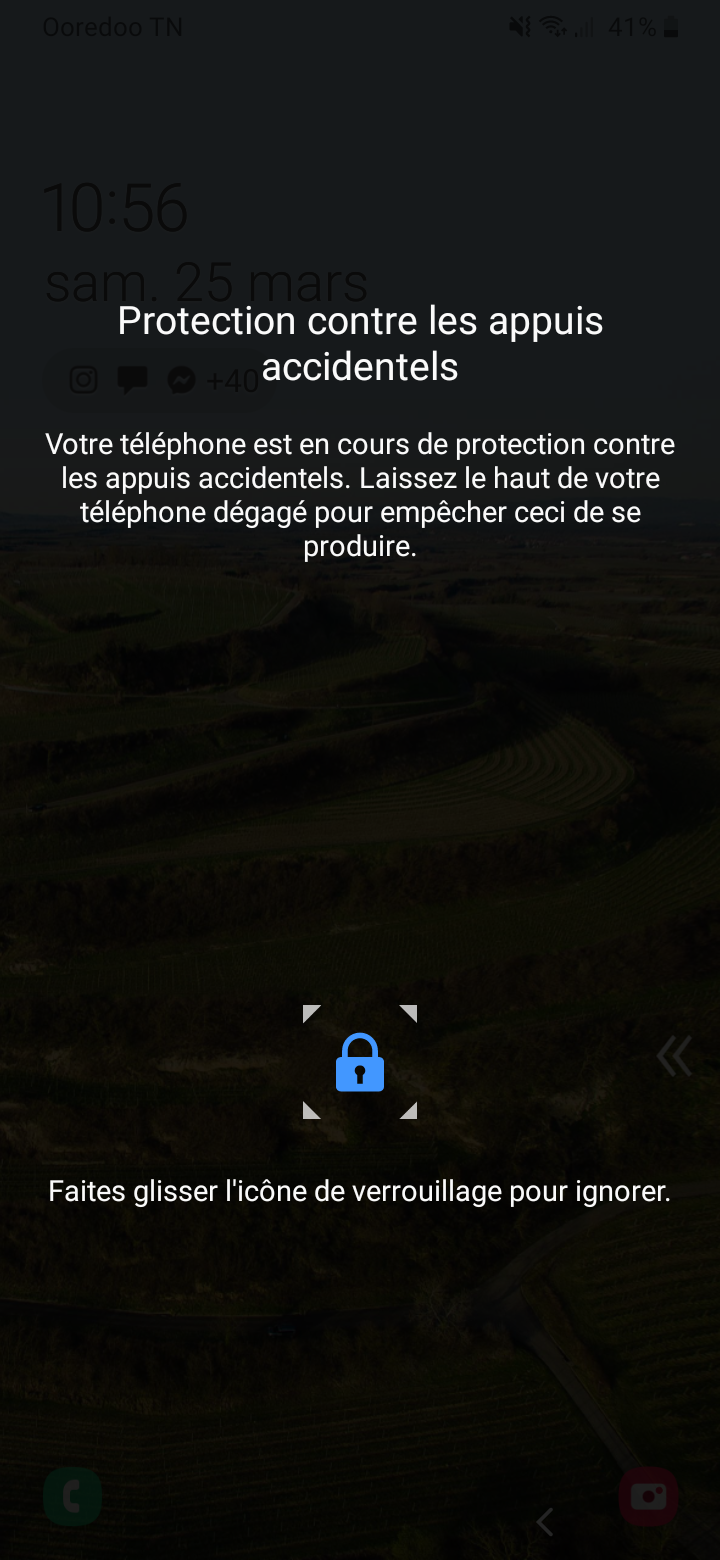 Ooredoo TN
41%
10:56
sam. 25 mars
Protection contre les appuis
accidentels
+40
Votre téléphone est en cours de protection contre
les appuis accidentels. Laissez le haut de votre
téléphone dégagé pour empêcher ceci de se
produire.
Faites glisser l'icône de verrouillage pour ignorer.